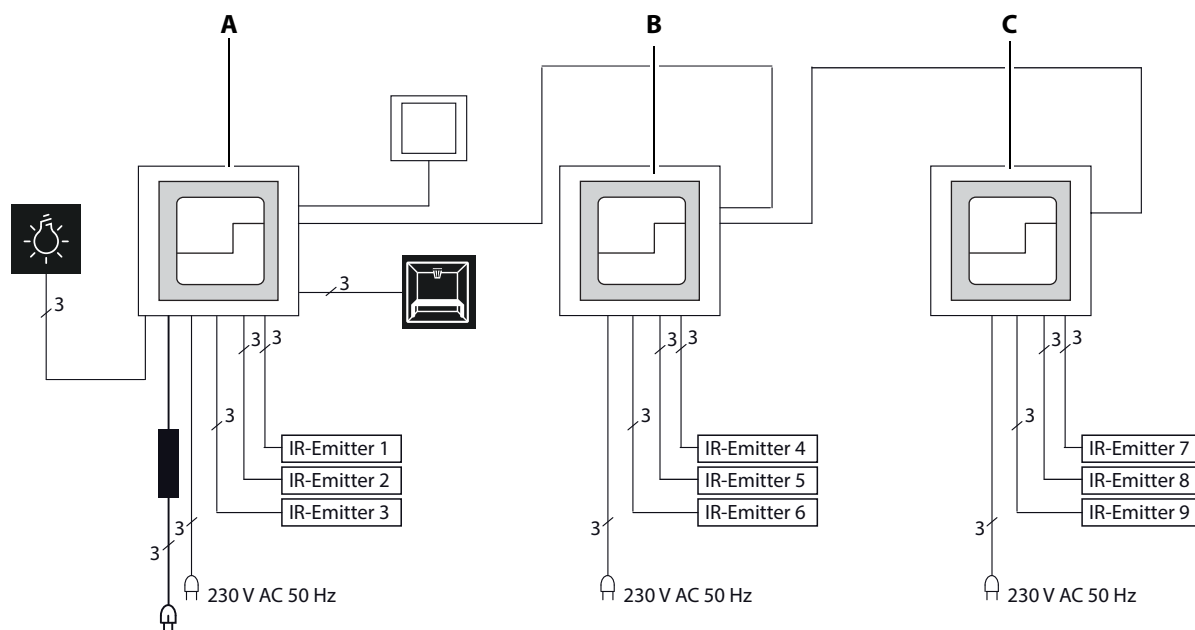 A B C
3
3
3 3 3 3 3 3
3 3 3
IR-Emitter 1 IR-Emitter 4 IR-Emitter 7
IR-Emitter 2 IR-Emitter 5 IR-Emitter 8
IR-Emitter 3 IR-Emitter 6 IR-Emitter 9
3 3 3
3
230 V AC 50 Hz 230 V AC 50 Hz 230 V AC 50 Hz